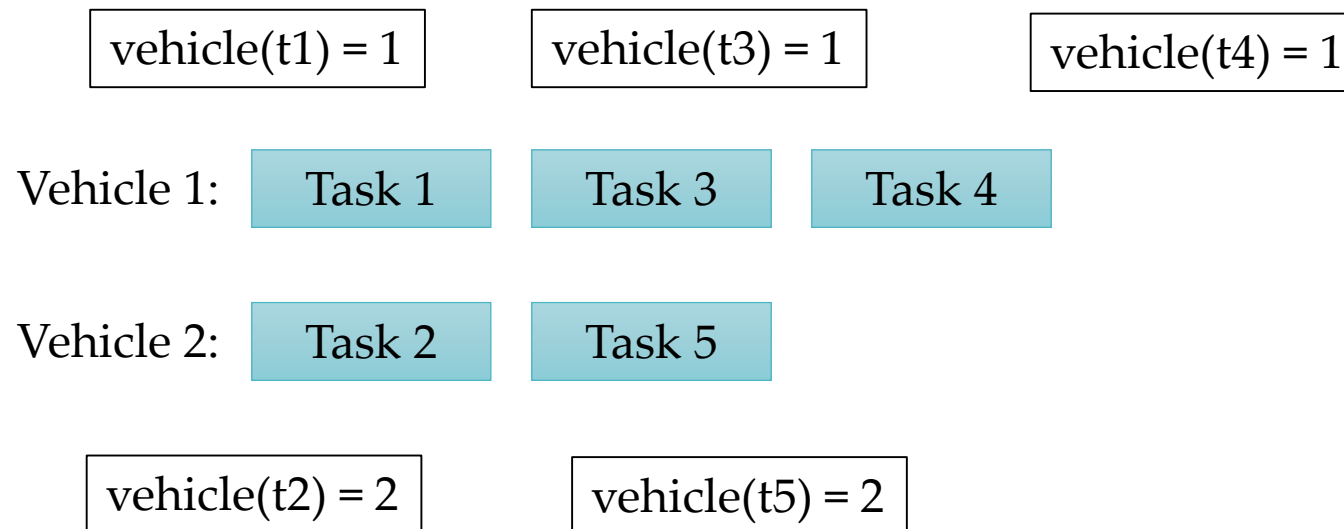 vehicle(t1) = 1 vehicle(t3) = 1 vehicle(t4) = 1
Vehicle 1: Task 1 Task 3 Task 4
Vehicle 2: Task 2 Task 5
vehicle(t2) = 2 vehicle(t5) = 2